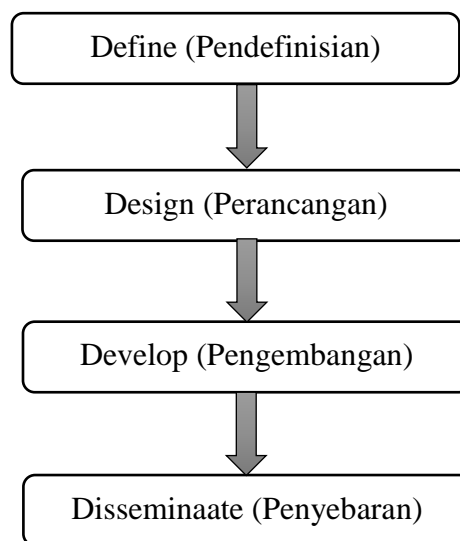 Define (Pendefinisian)
Design (Perancangan)
Develop (Pengembangan)
Disseminaate (Penyebaran)